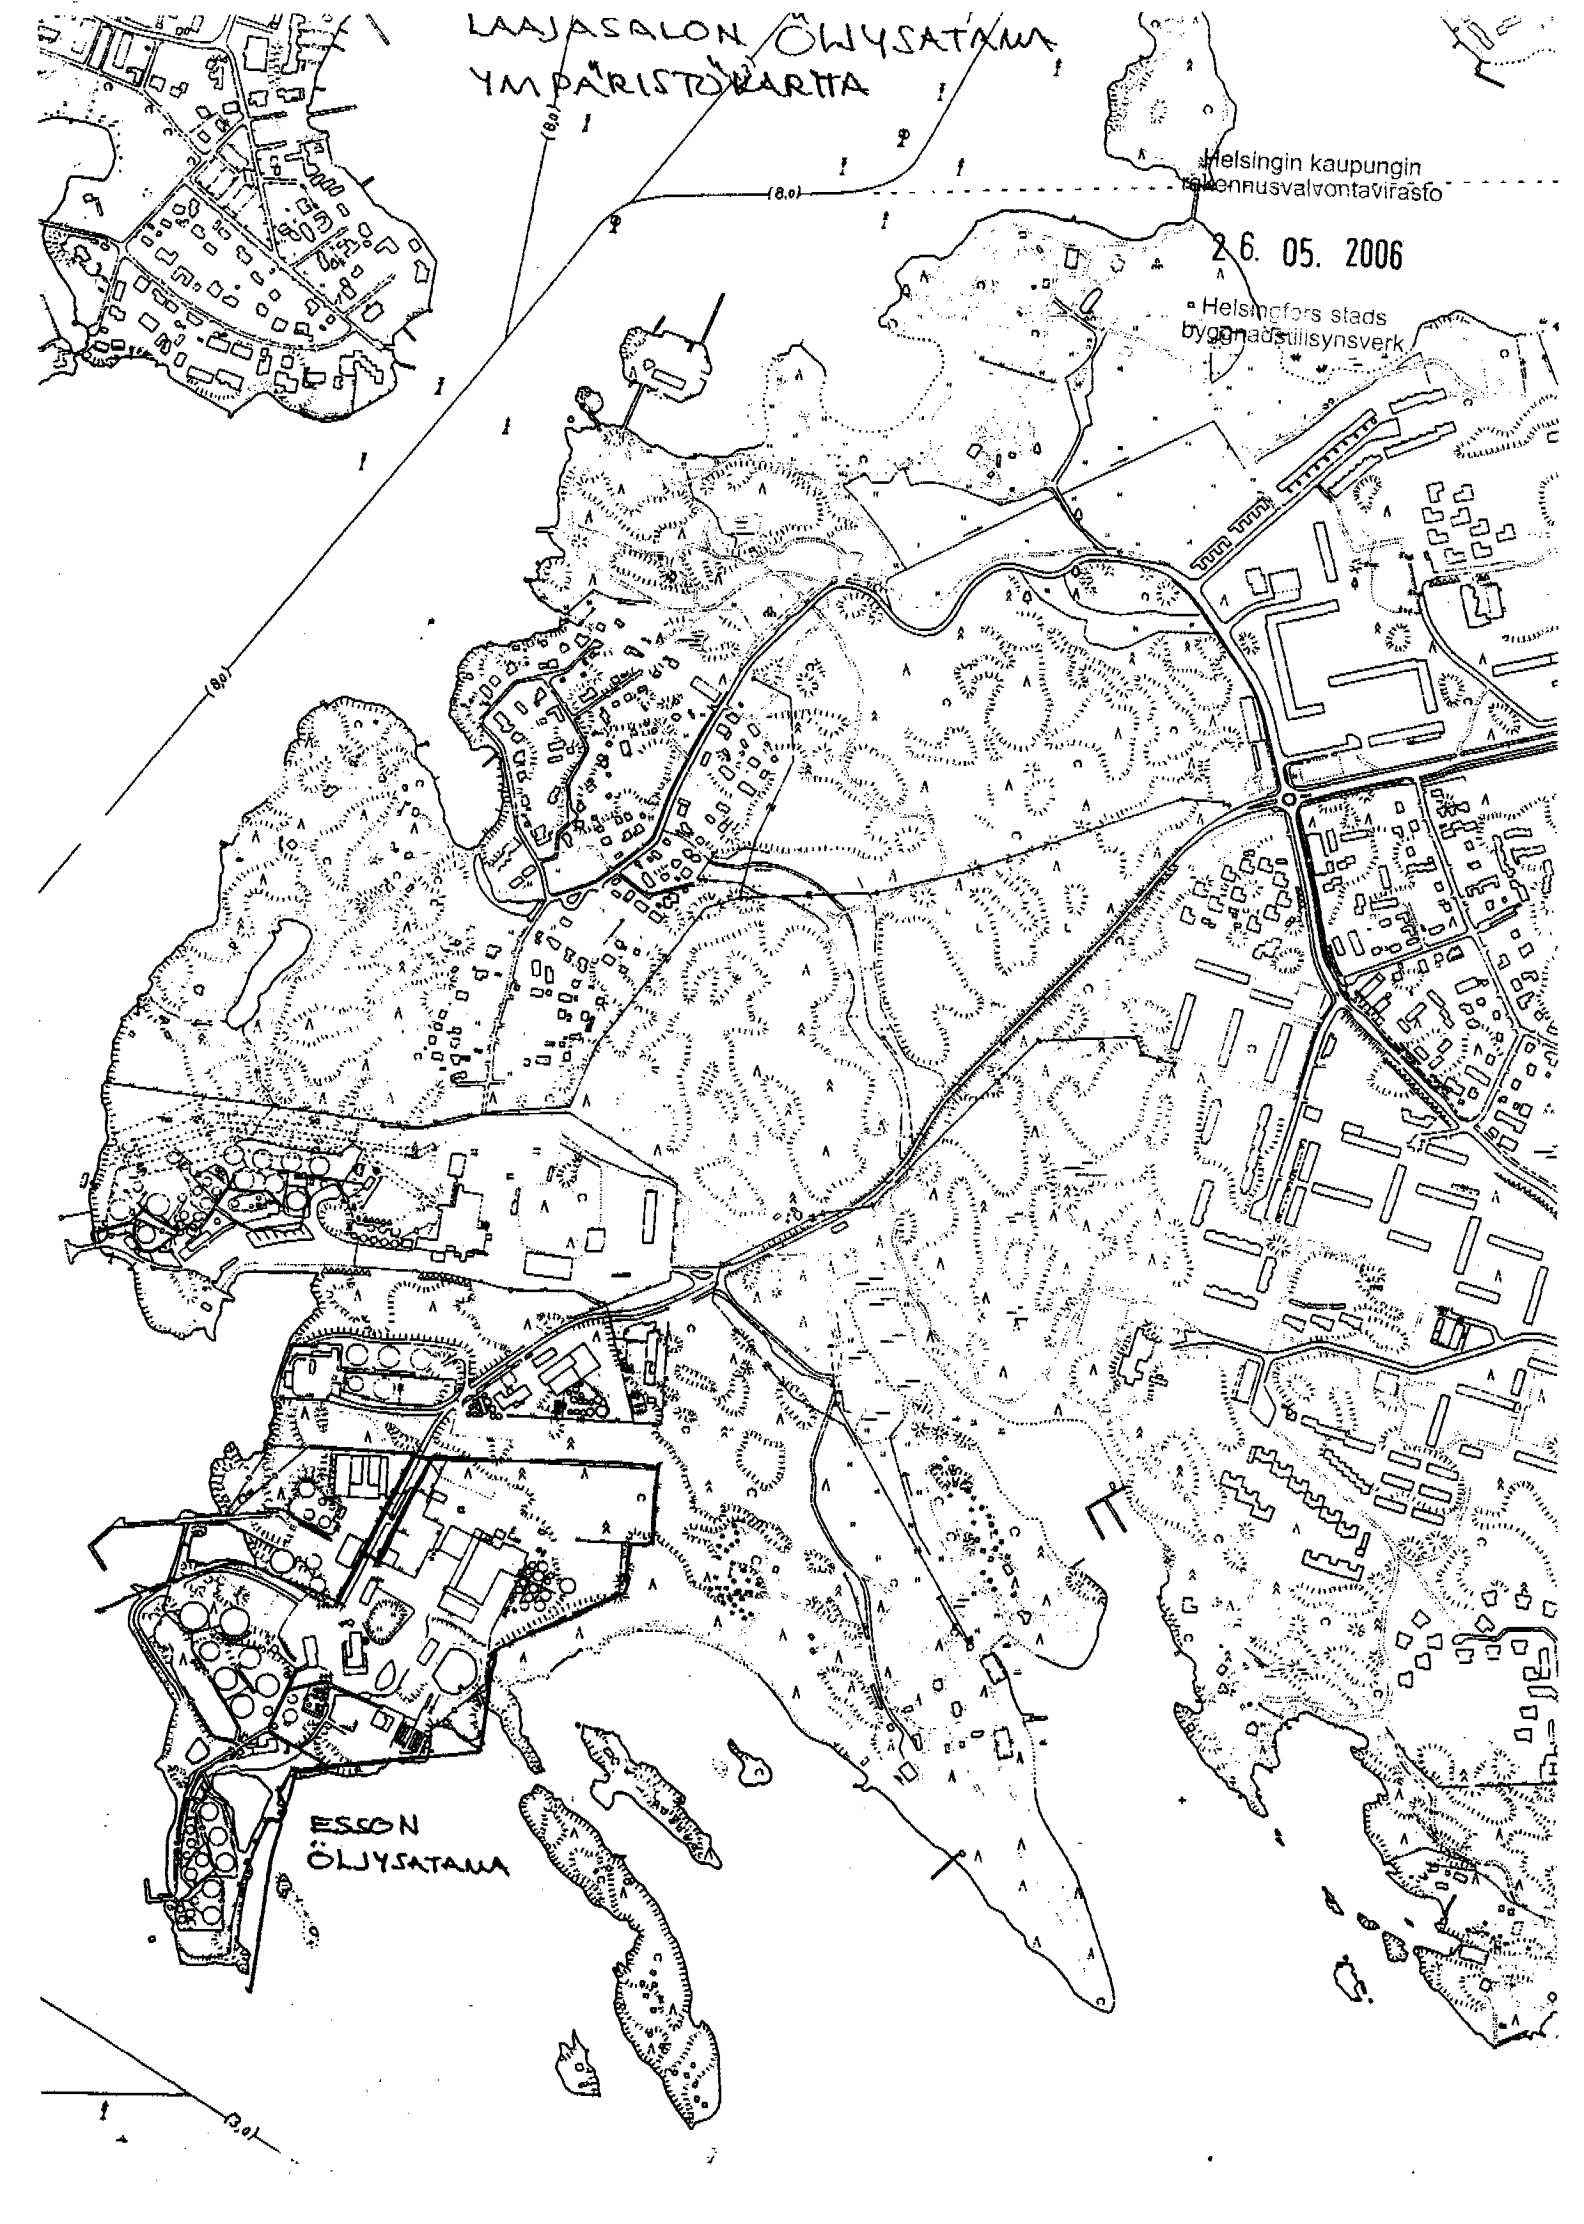 LAAJASALON ÖLJYSATAMA
YMPÄRISTÖKARTTA
Helsingin kaupungin
rakennusvalvontavirasto
26. 05. 2006
Helsingfors stads
byggnadstillsynsverk
(8,0)
(8,0)
(8,0)
ESSON
ÖLJYSATAMA
(3,0)